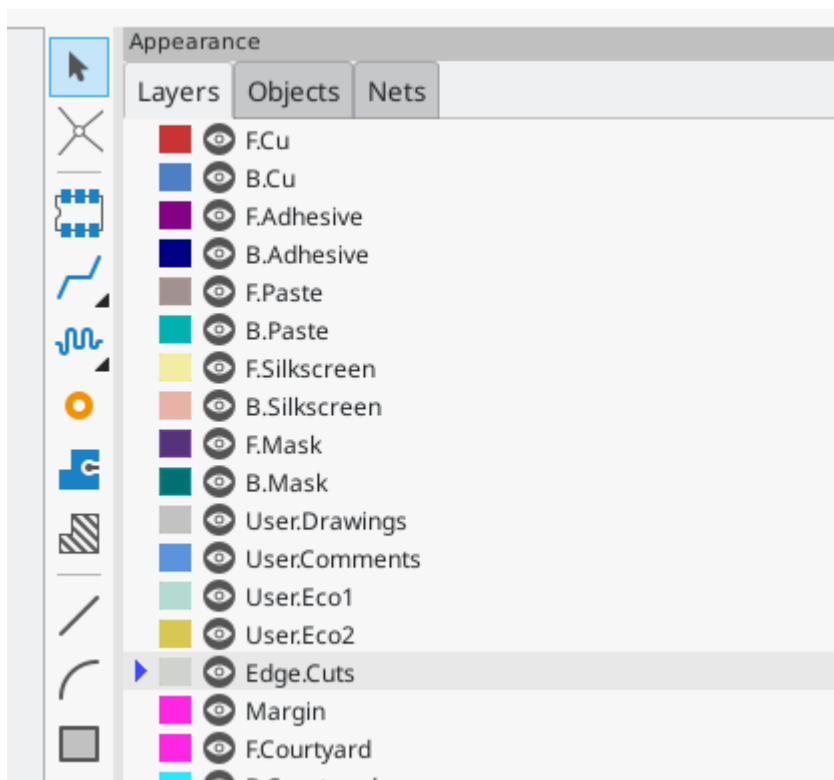 Appearance
Layers Objects Nets
F.Cu
B.Cu
F.Adhesive
B.Adhesive
F.Paste
B.Paste
F.Silkscreen
B.Silkscreen
F.Mask
B.Mask
User.Drawings
User.Comments
User.Eco1
User.Eco2
Edge.Cuts
Margin
F.Courtyard